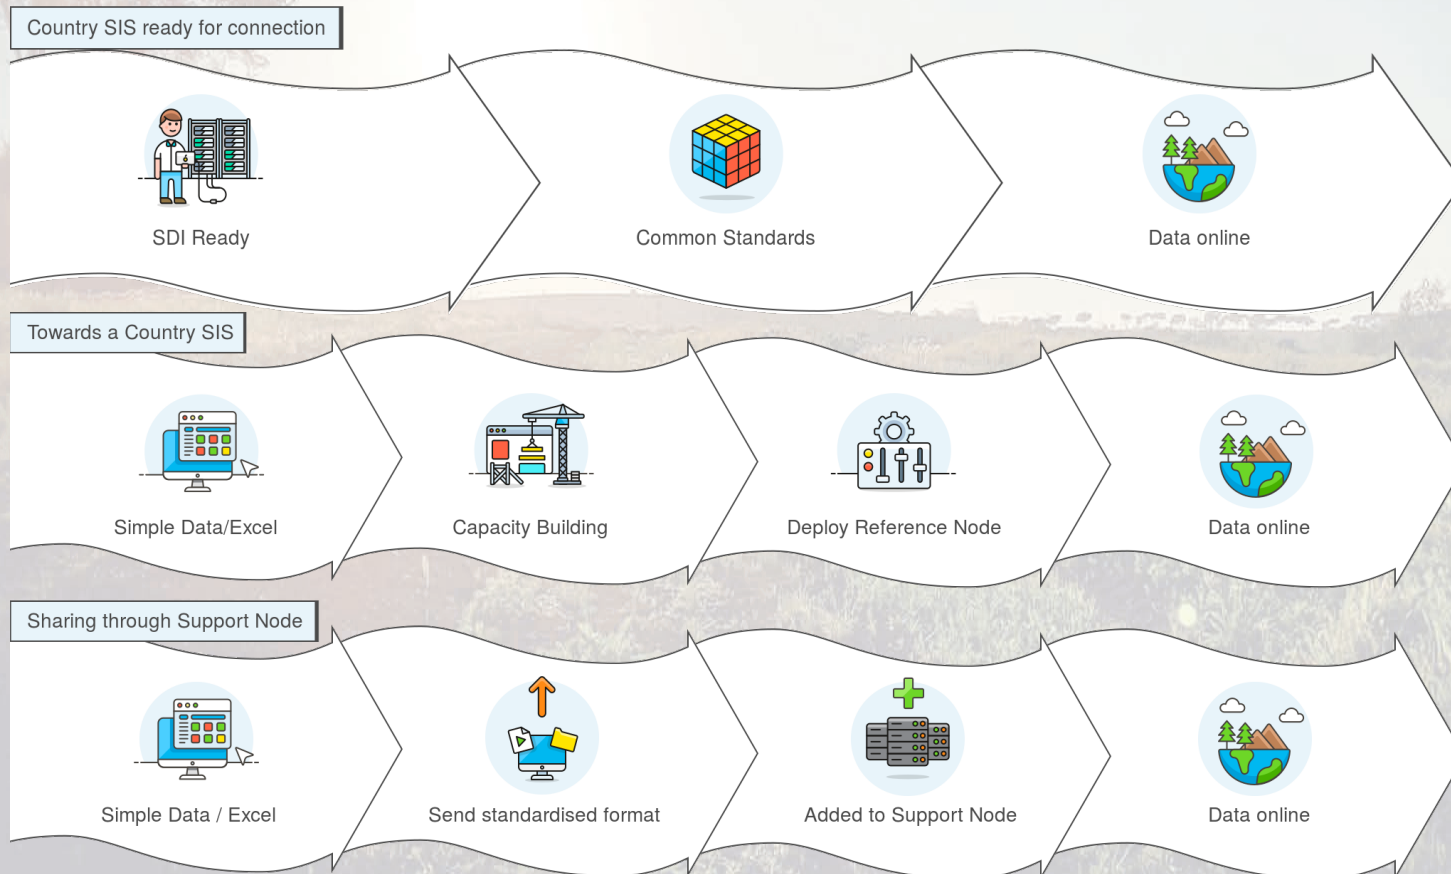 Country SIS ready for connection
SDI Ready
Common Standards
Data online
Towards a Country SIS
Simple Data/Excel
Capacity Building
Deploy Reference Node
Data online
Sharing through Support Node
Simple Data / Excel
Send standardised format
Added to Support Node
Data online